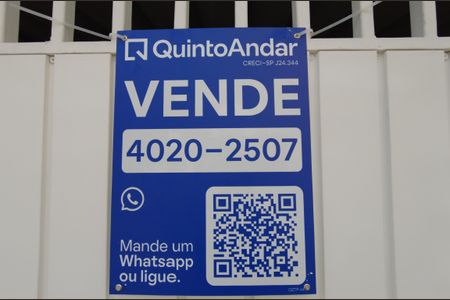 QuintoAndar
CRECI-SP J24.344
VENDE
4020-2507
Mande um
Whatsapp
ou ligue.